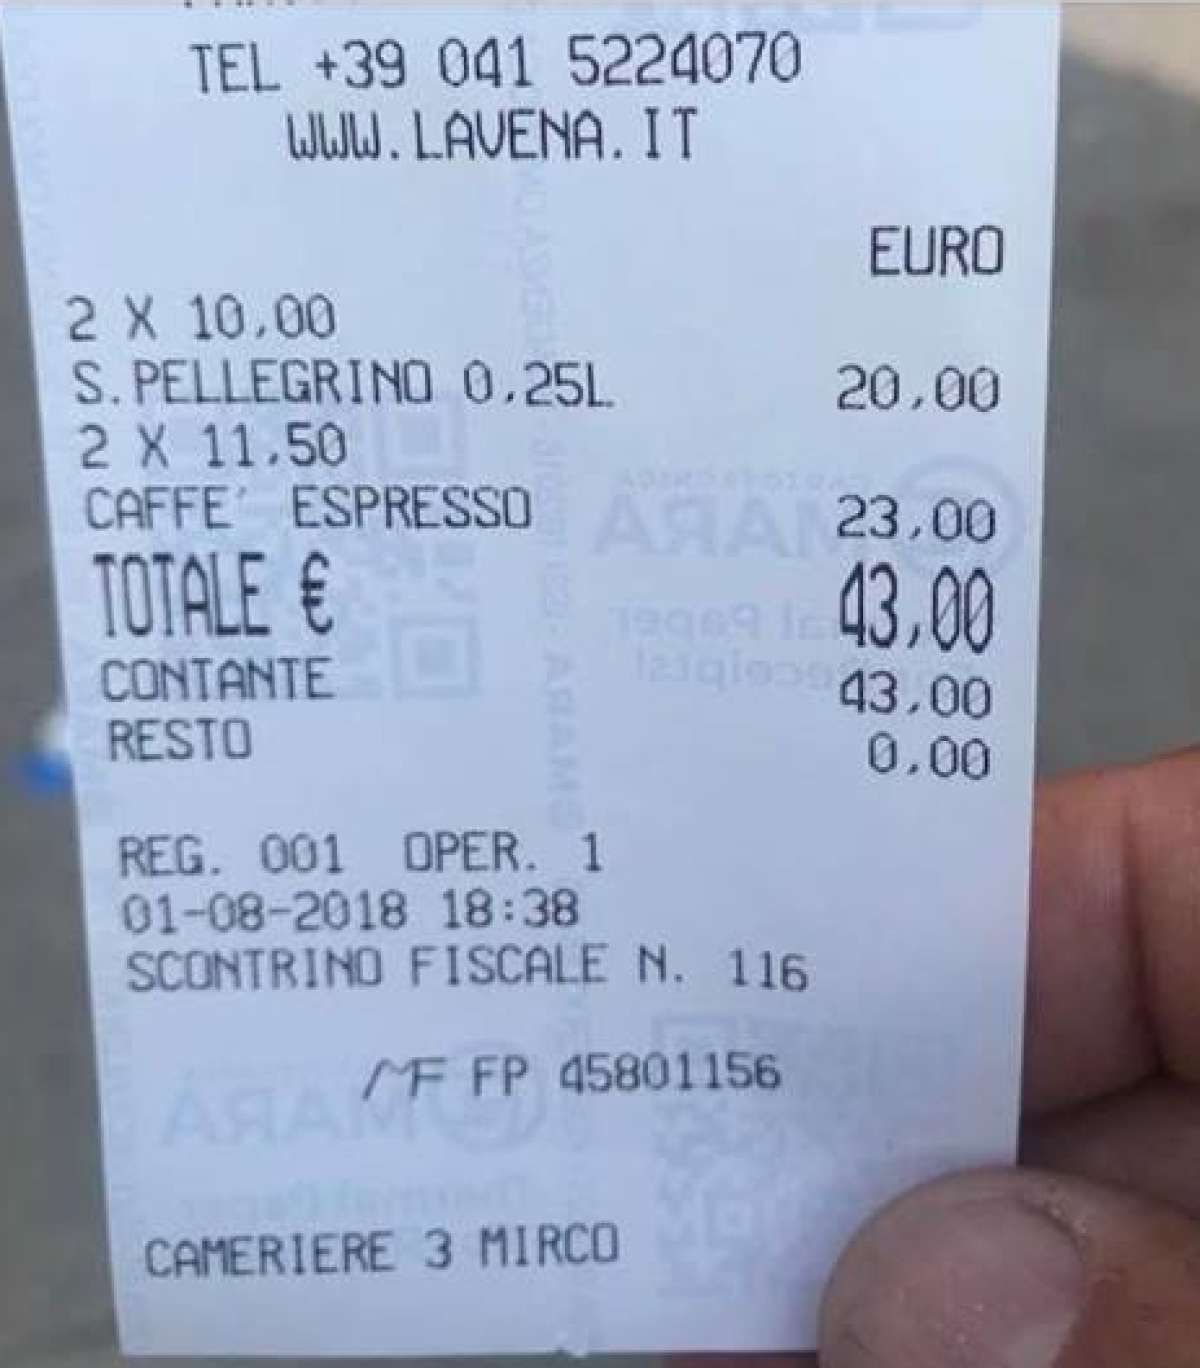 TEL +39 041 5224070
WWW.LAVENA.IT
EURO
2 X 10,00
S.PELLEGRINO 0,25L 20,00
2 X 11,50
CAFFE' ESPRESSO 23,00
TOTALE € 43,00
CONTANTE 43,00
RESTO 0,00
REG. 001 OPER. 1
01-08-2018 18:38
SCONTRINO FISCALE N. 116
MF FP 45801156
CAMERIERE 3 MIRCO